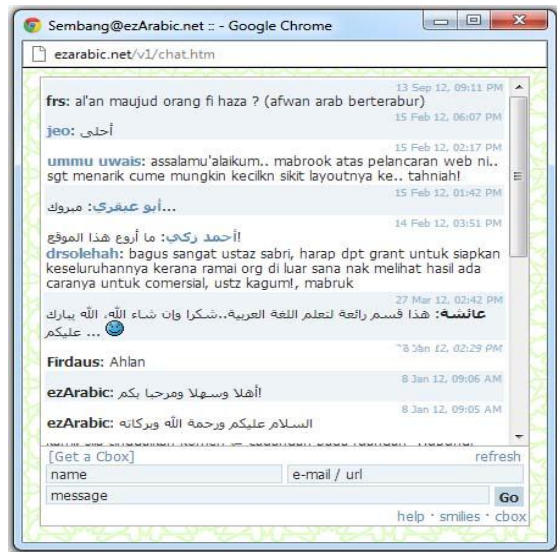 Sembang@ezArabic.net :: - Google Chrome
ezarabic.net/v1/chat.htm
13 Sep 12, 09:11 PM
frs: al'an maujud orang fi haza ? (afwan arab berterabur)
15 Feb 12, 06:07 PM
jeo: أحلى
15 Feb 12, 02:17 PM
ummu uwais: assalamu'alaikum.. mabrook atas pelancaran web ni..
sgt menarik cume mungkin kecilkn sikit layoutnya ke.. tahniah!
15 Feb 12, 01:42 PM
أبو عبقري: مبروك...
14 Feb 12, 03:51 PM
أحمد زكي: ما أروع هذا الموقع!
drsolehah: bagus sangat ustaz sabri, harap dpt grant untuk siapkan
keseluruhannya kerana ramai org di luar sana nak melihat hasil ada
caranya untuk comersial, ustz kagum!, mabruk
27 Mar 12, 02:42 PM
عائشة: هذا قسم رائعة لتعلم اللغة العربية..شكرا وإن شاء الله، الله يبارك
عليكم ...
Jan 12, 02:29 PM
Firdaus: Ahlan
8 Jan 12, 09:06 AM
ezArabic: أهلا وسهلا ومرحبا بكم!
8 Jan 12, 09:05 AM
ezArabic: السلام عليكم ورحمة الله وبركاته
[Get a Cbox] refresh
name e-mail / url
message Go
help · smilies · cbox